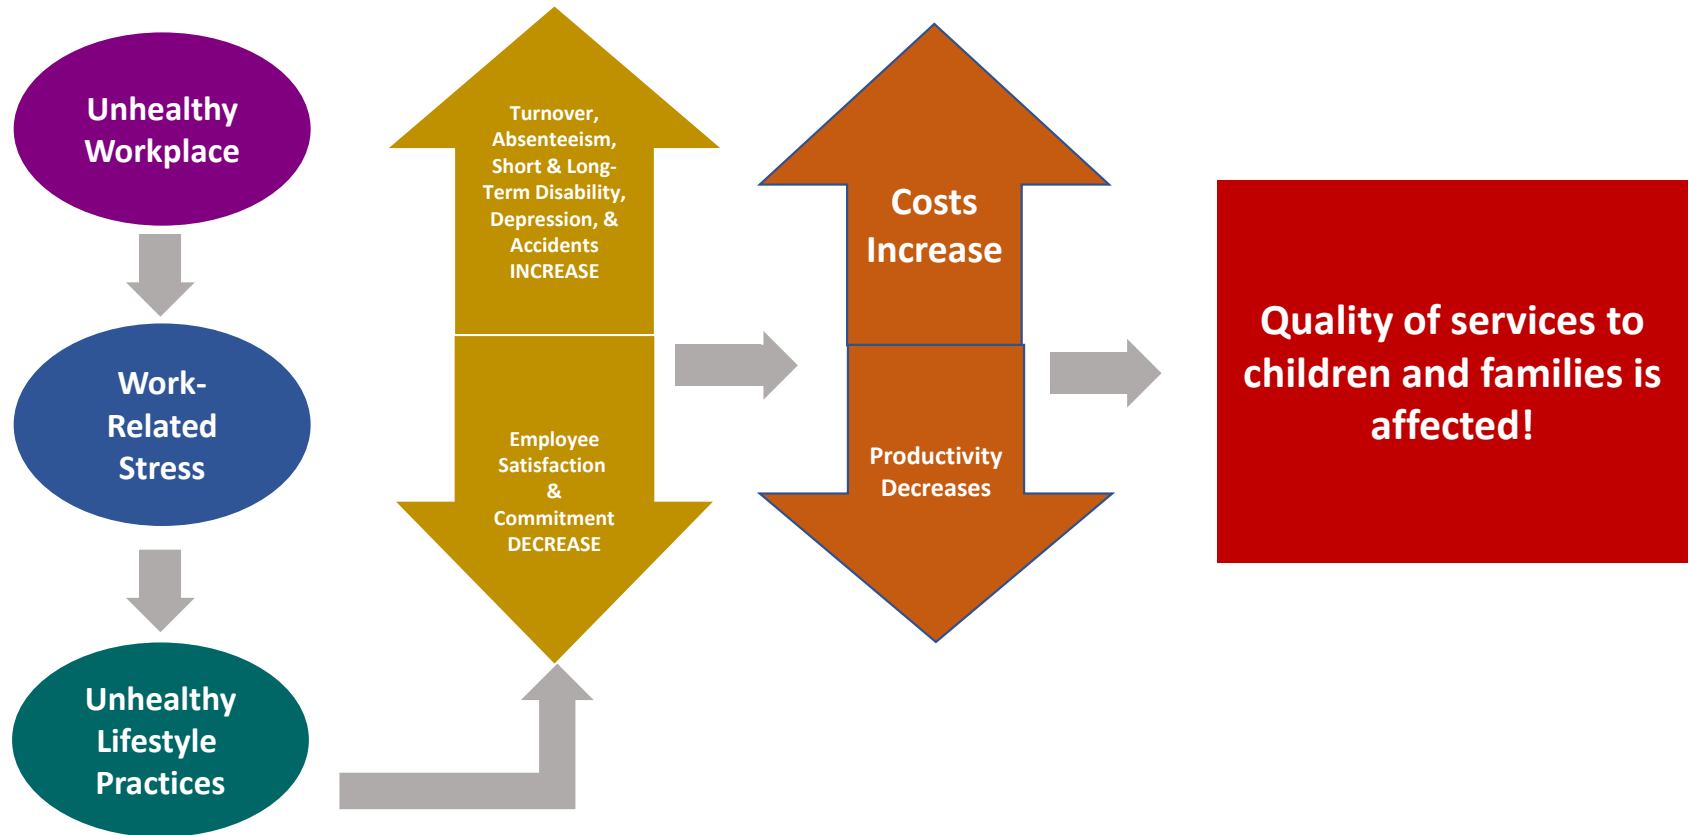 Unhealthy
Workplace
Work-
Related
Stress
Unhealthy
Lifestyle
Practices
Turnover,
Absenteeism,
Short & Long-
Term Disability,
Depression, &
Accidents
INCREASE
Employee
Satisfaction
&
Commitment
DECREASE
Costs
Increase
Productivity
Decreases
Quality of services to
children and families is
affected!